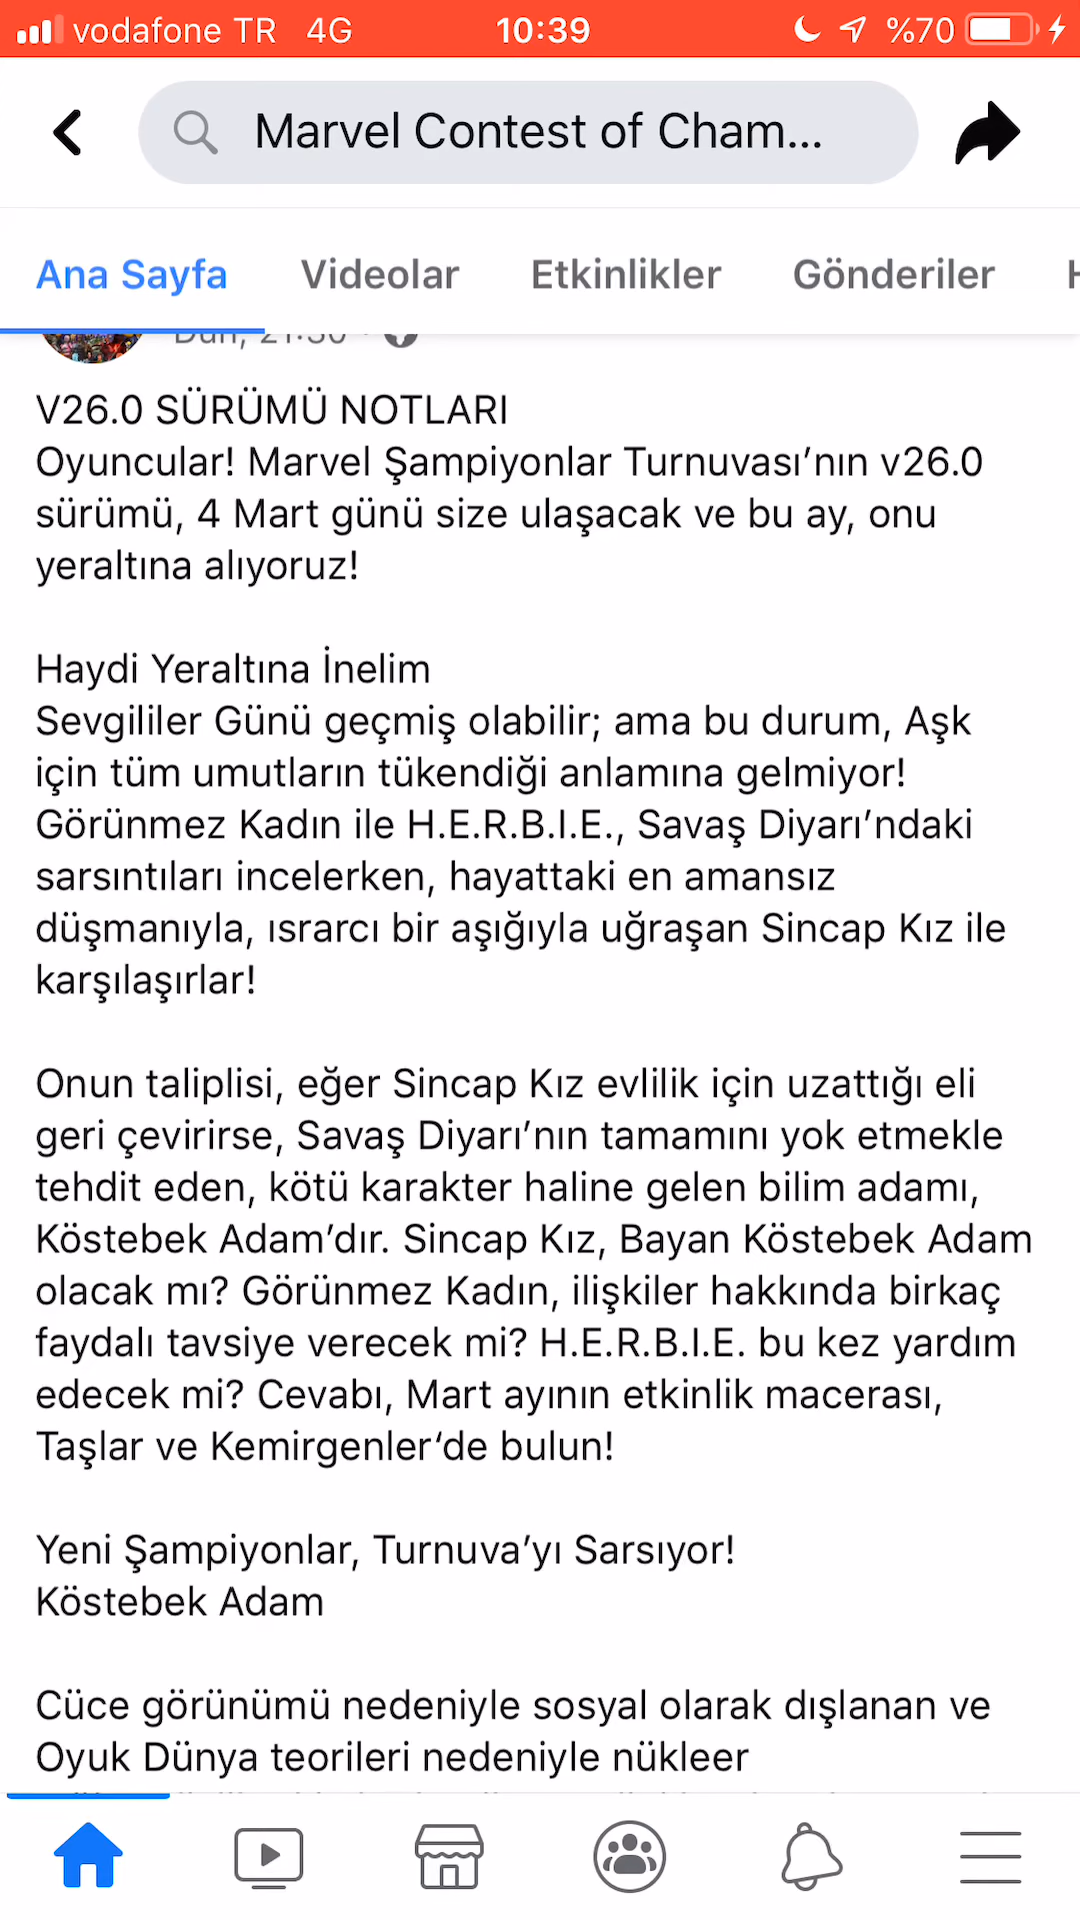 vodafone TR 4G 10:39 %70
Marvel Contest of Cham...
Ana Sayfa Videolar Etkinlikler Gönderiler
V26.0 SÜRÜMÜ NOTLARI
Oyuncular! Marvel Şampiyonlar Turnuvası’nın v26.0
sürümü, 4 Mart günü size ulaşacak ve bu ay, onu
yeraltına alıyoruz!
Haydi Yeraltına İnelim
Sevgililer Günü geçmiş olabilir; ama bu durum, Aşk
için tüm umutların tükendiği anlamına gelmiyor!
Görünmez Kadın ile H.E.R.B.I.E., Savaş Diyarı’ndaki
sarsıntıları incelerken, hayattaki en amansız
düşmanıyla, ısrarcı bir aşığıyla uğraşan Sincap Kız ile
karşılaşırlar!
Onun taliplisi, eğer Sincap Kız evlilik için uzattığı eli
geri çevirirse, Savaş Diyarı’nın tamamını yok etmekle
tehdit eden, kötü karakter haline gelen bilim adamı,
Köstebek Adam’dır. Sincap Kız, Bayan Köstebek Adam
olacak mı? Görünmez Kadın, ilişkiler hakkında birkaç
faydalı tavsiye verecek mi? H.E.R.B.I.E. bu kez yardım
edecek mi? Cevabı, Mart ayının etkinlik macerası,
Taşlar ve Kemirgenler‘de bulun!
Yeni Şampiyonlar, Turnuva’yı Sarsıyor!
Köstebek Adam
Cüce görünümü nedeniyle sosyal olarak dışlanan ve
Oyuk Dünya teorileri nedeniyle nükleer